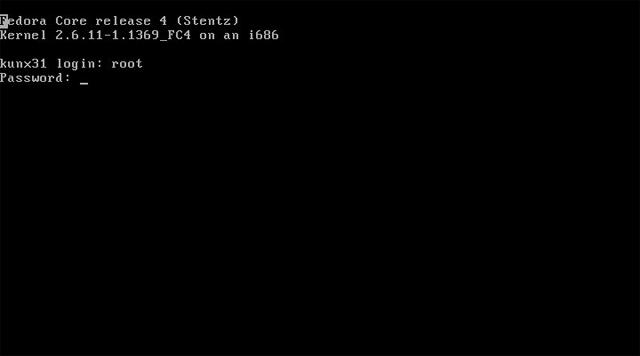 Fedora Core release 4 (Stentz)
Kernel 2.6.11-1.1369_FC4 on an i686
kunx31 login: root
Password: _